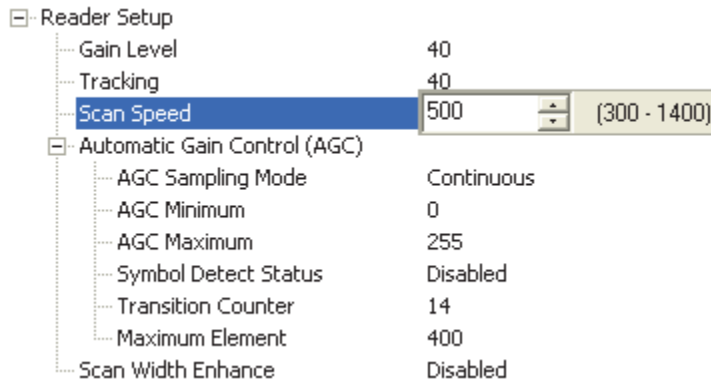 Reader Setup
Gain Level 40
Tracking 40
Scan Speed 500 (300 - 1400)
Automatic Gain Control (AGC)
AGC Sampling Mode Continuous
AGC Minimum 0
AGC Maximum 255
Symbol Detect Status Disabled
Transition Counter 14
Maximum Element 400
Scan Width Enhance Disabled